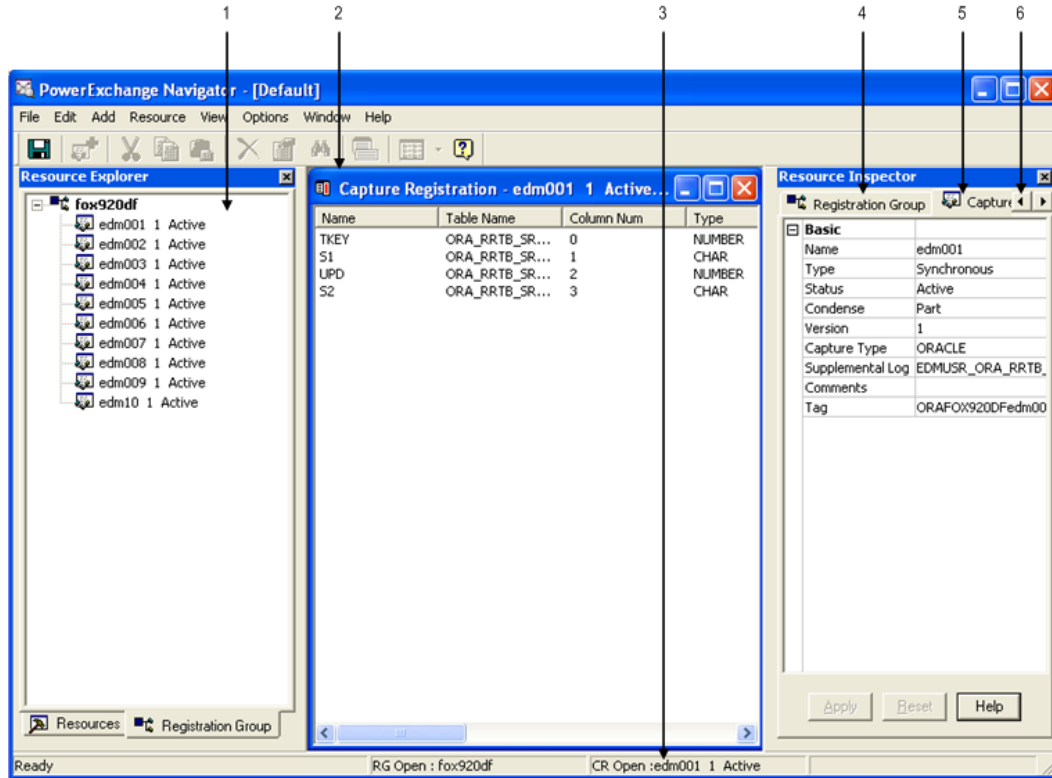 1 2 3 4 5 6
PowerExchange Navigator - [Default]
File Edit Add Resource View Options Window Help
Resource Explorer
fox920df
edm001 1 Active
edm002 1 Active
edm003 1 Active
edm004 1 Active
edm005 1 Active
edm006 1 Active
edm007 1 Active
edm008 1 Active
edm009 1 Active
edm10 1 Active
Resources Registration Group
Capture Registration - edm001 1 Active...
Name Table Name Column Num Type
TKEY ORA_RRTB_SR... 0 NUMBER
S1 ORA_RRTB_SR... 1 CHAR
UPD ORA_RRTB_SR... 2 NUMBER
S2 ORA_RRTB_SR... 3 CHAR
Resource Inspector
Registration Group Capture
Basic
Name edm001
Type Synchronous
Status Active
Condense Part
Version 1
Capture Type ORACLE
Supplemental Log EDMUSR_ORA_RRTB_
Comments
Tag ORAFOX920DFedm00
Apply Reset Help
Ready RG Open : fox920df CR Open :edm001 1 Active